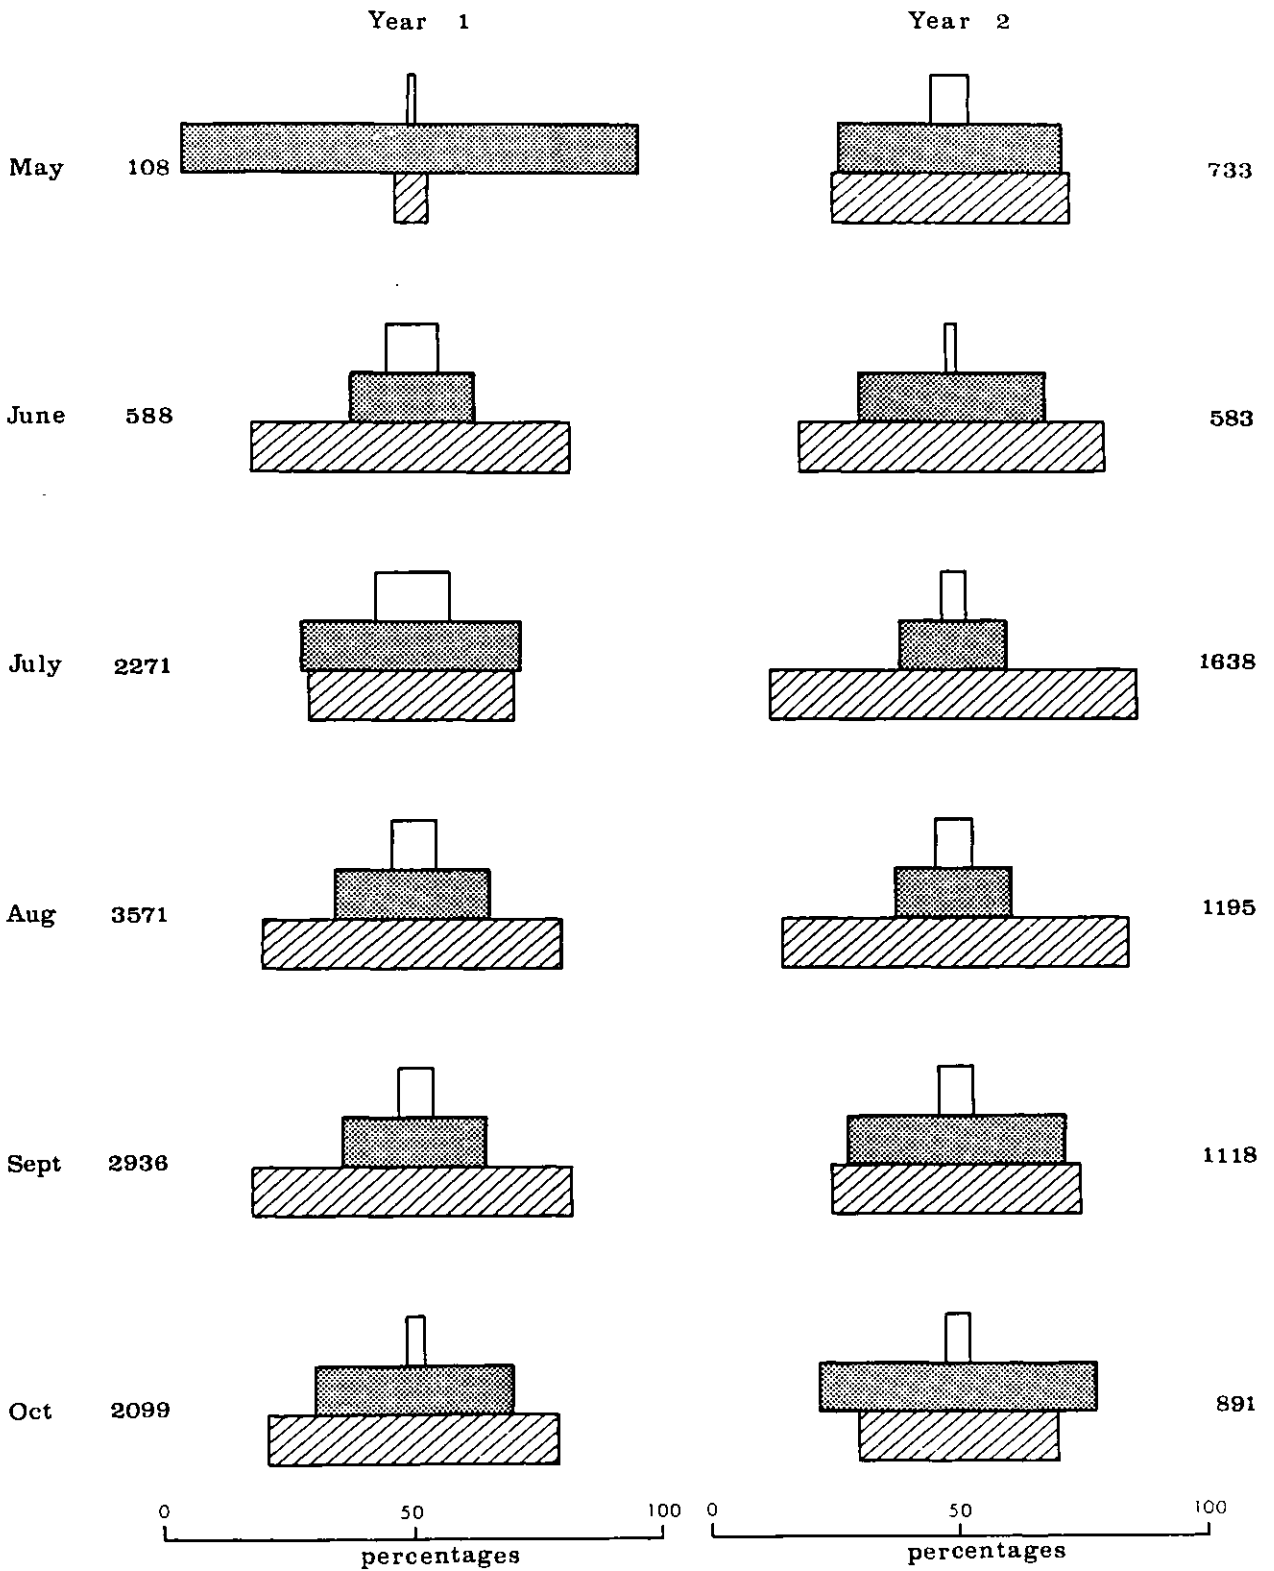 Year 1 Year 2
May 108 733
June 588 583
July 2271 1638
Aug 3571 1195
Sept 2936 1118
Oct 2099 891
0 50 100 0 50 100
percentages percentages